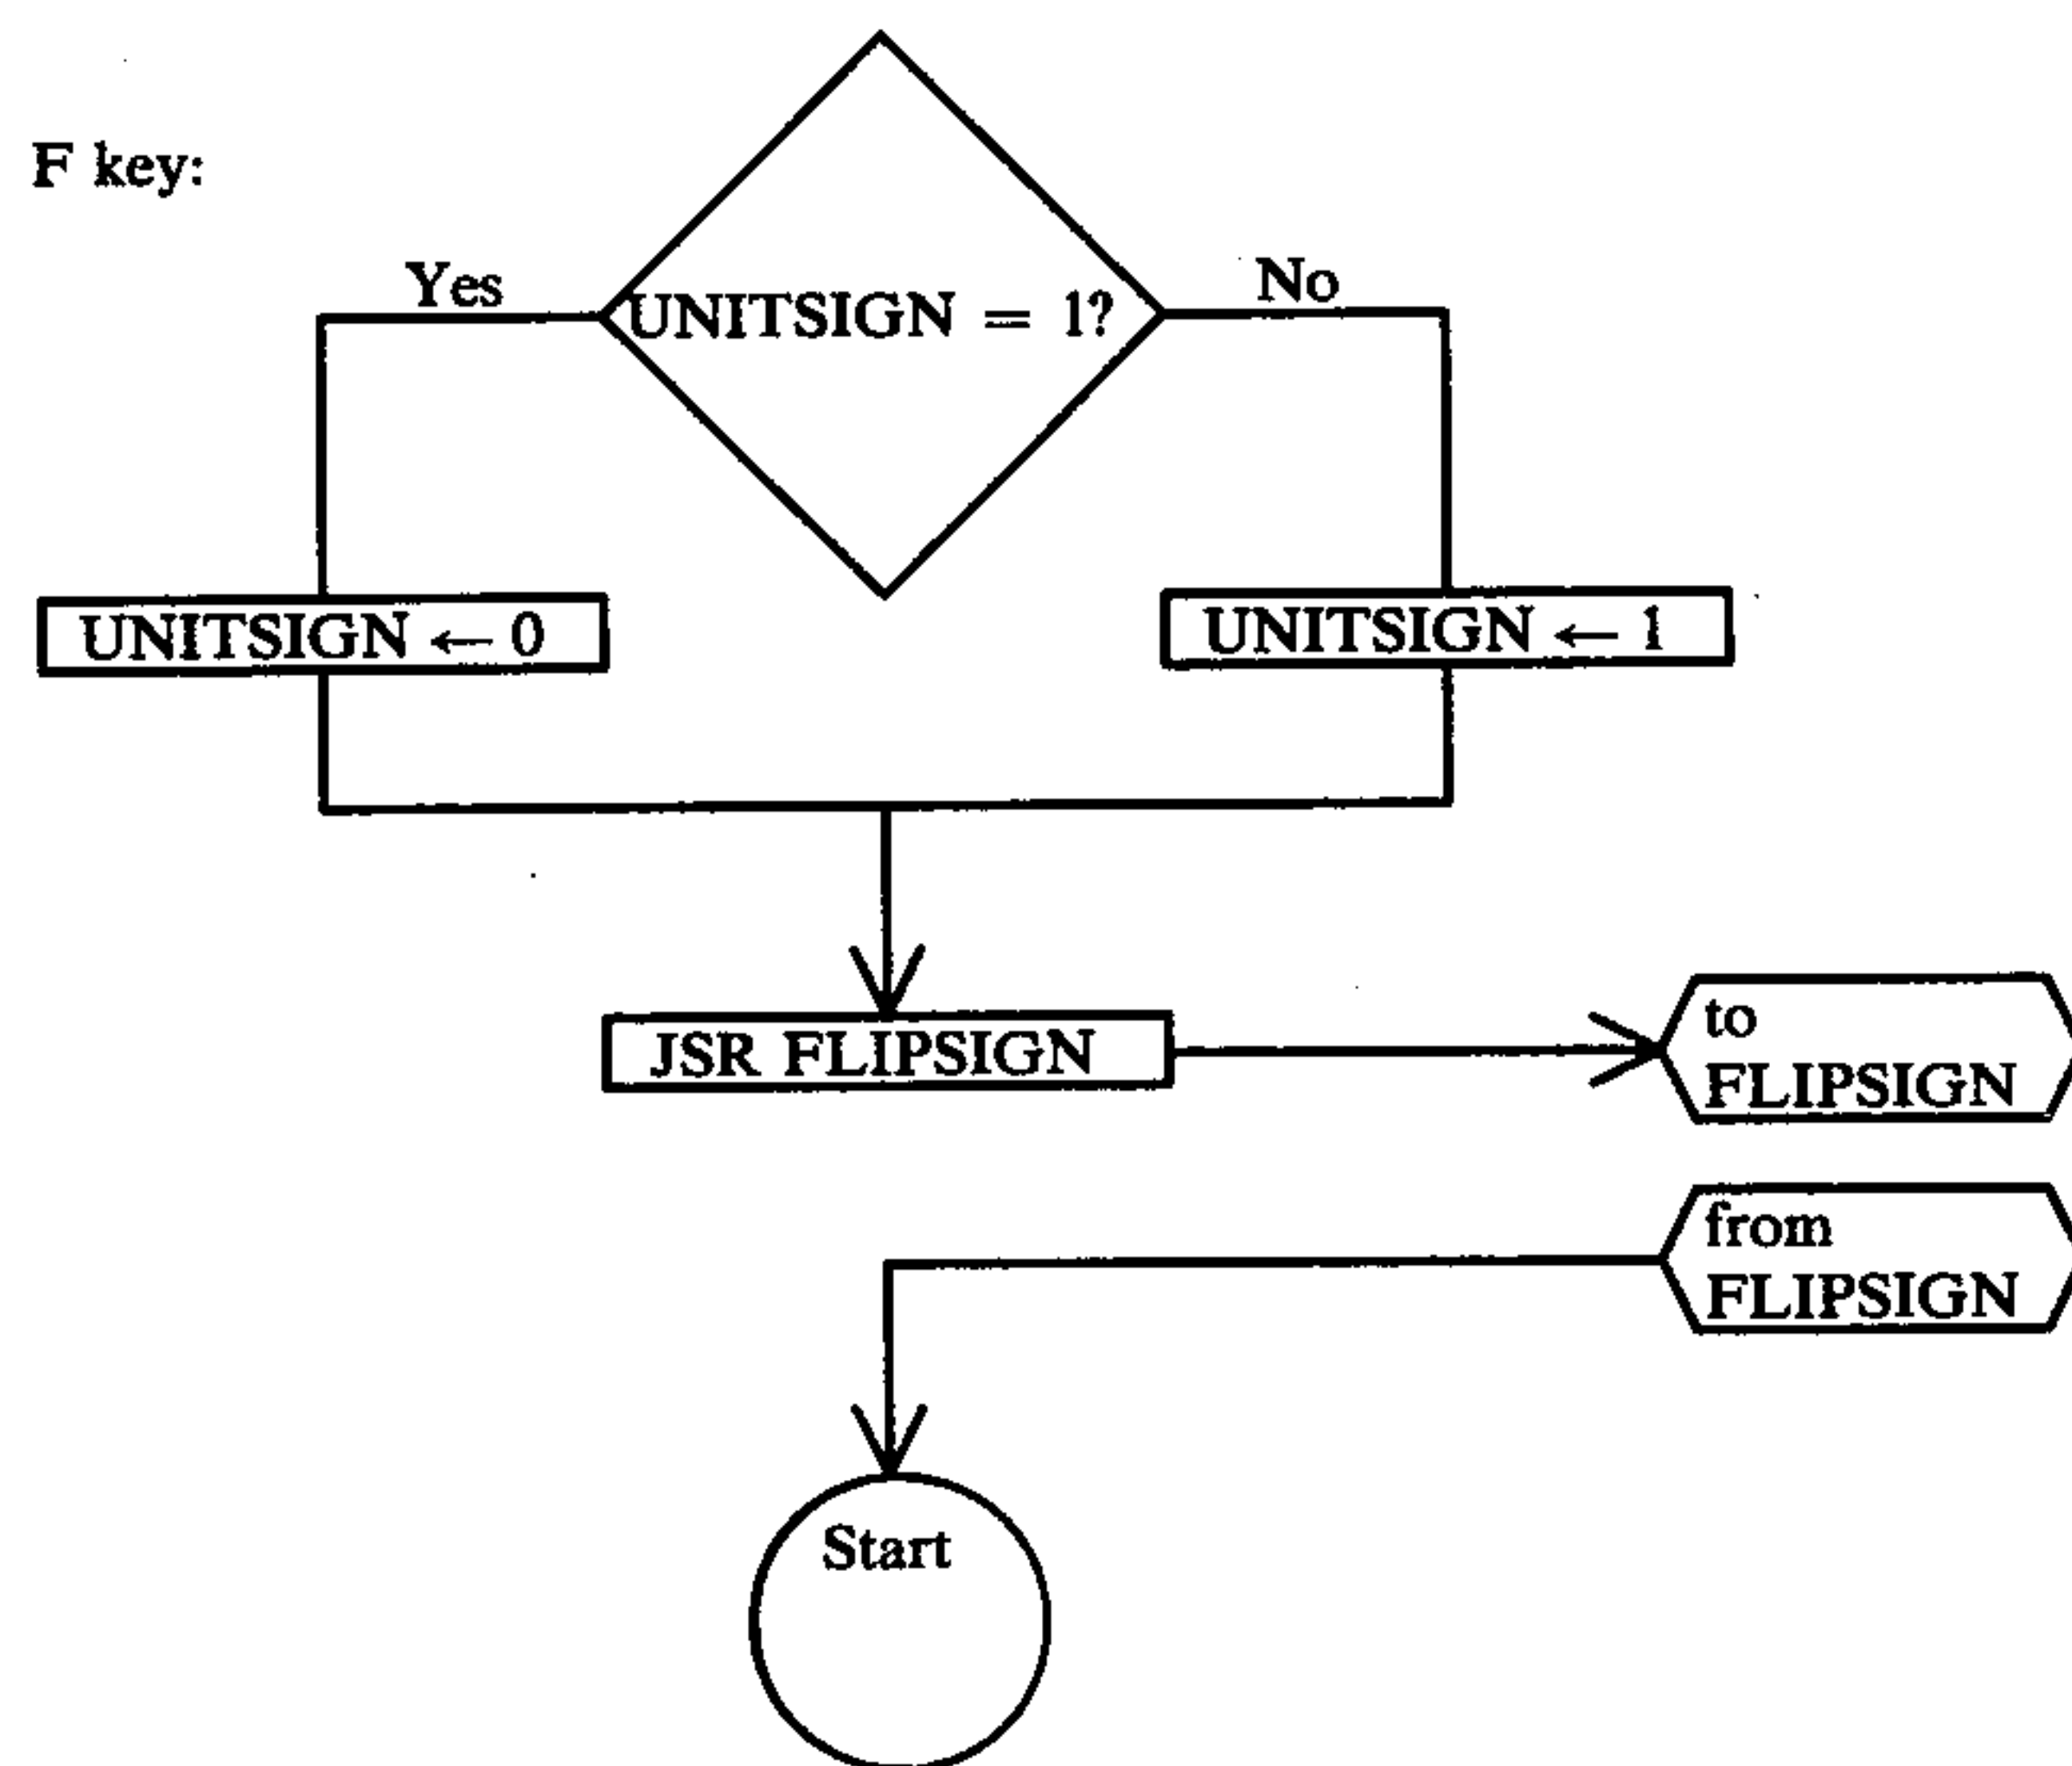 F key:
Yes
No
UNITSIGN = 1?
UNITSIGN ← 0
UNITSIGN ← 1
JSR FLIPSIGN
to
FLIPSIGN
from
FLIPSIGN
Start